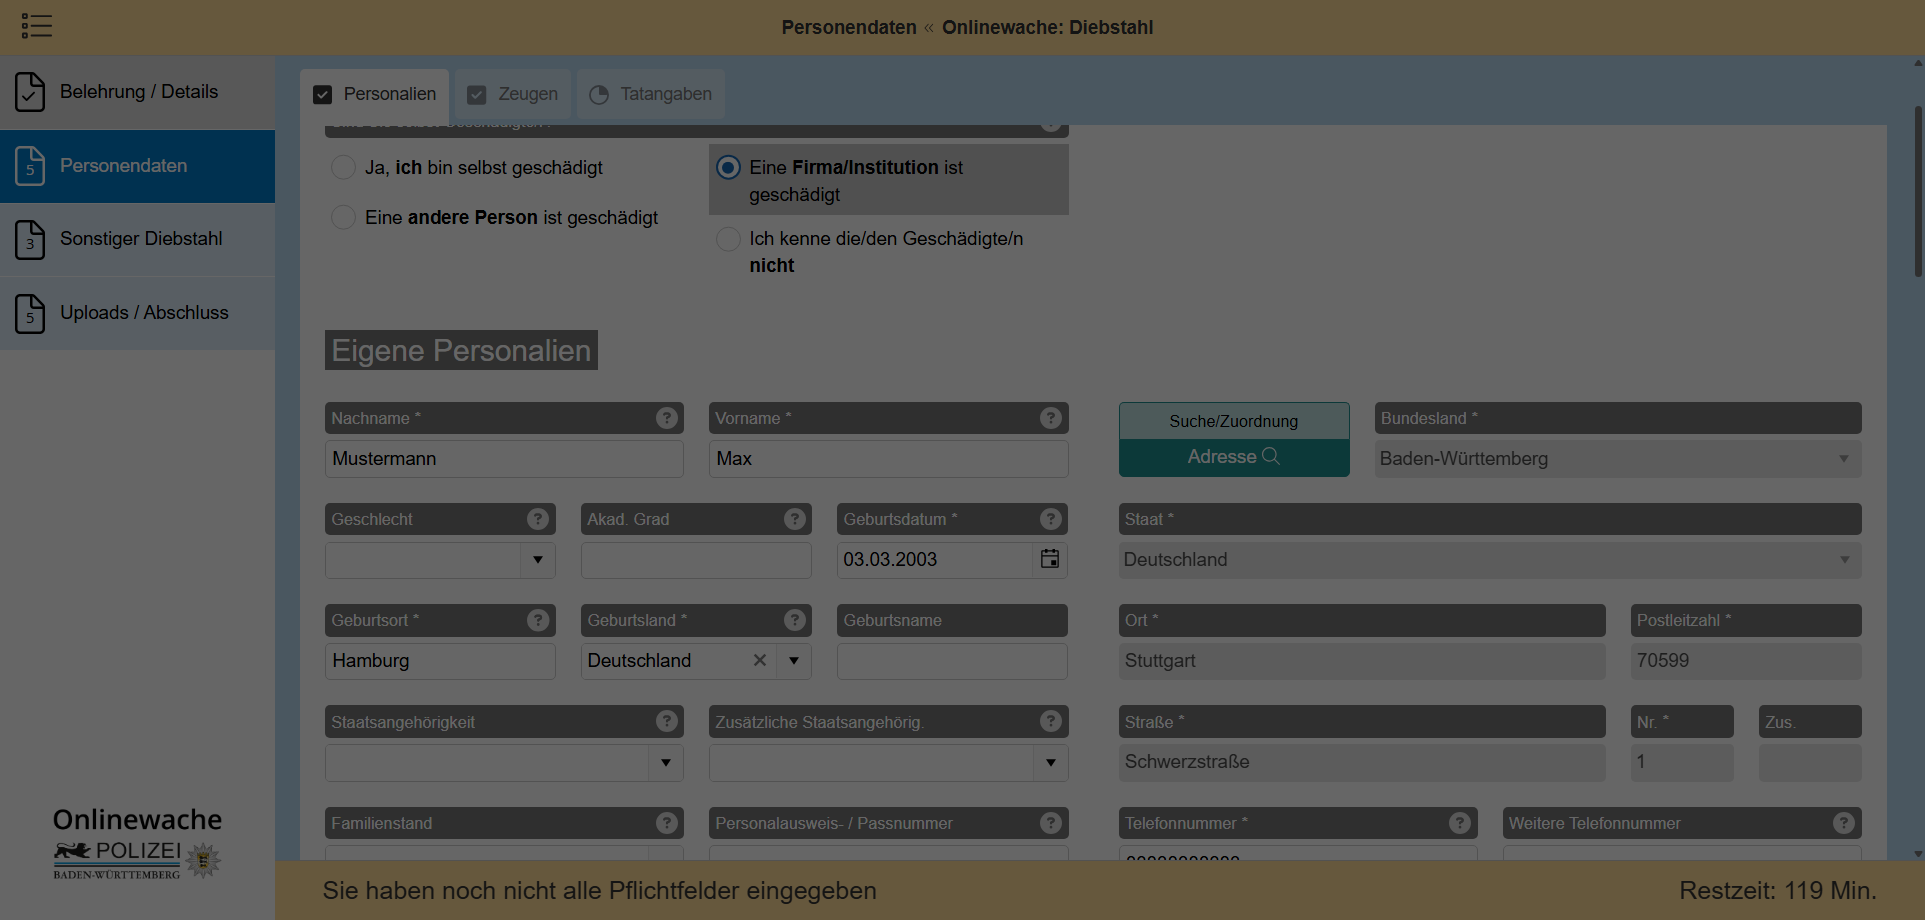 Personendaten « Onlinewache: Diebstahl
Belehrung / Details
5 Personendaten
3 Sonstiger Diebstahl
5 Uploads / Abschluss
Personalien
Zeugen
Tatangaben
Ja, ich bin selbst geschädigt
Eine andere Person ist geschädigt
Eine Firma/Institution ist
geschädigt
Ich kenne die/den Geschädigte/n
nicht
Eigene Personalien
Nachname * ?
Mustermann
Vorname * ?
Max
Suche/Zuordnung
Adresse
Bundesland *
Baden-Württemberg
Geschlecht ?
Akad. Grad ?
Geburtsdatum * ?
03.03.2003
Staat *
Deutschland
Geburtsort * ?
Hamburg
Geburtsland * ?
Deutschland
Geburtsname
Ort *
Stuttgart
Postleitzahl *
70599
Staatsangehörigkeit ?
Zusätzliche Staatsangehörig. ?
Straße *
Schwerzstraße
Nr. *
1
Zus.
Familienstand ?
Personalausweis- / Passnummer ?
Telefonnummer * ?
Weitere Telefonnummer ?
Onlinewache
POLIZEI
BADEN-WÜRTTEMBERG
Sie haben noch nicht alle Pflichtfelder eingegeben
Restzeit: 119 Min.